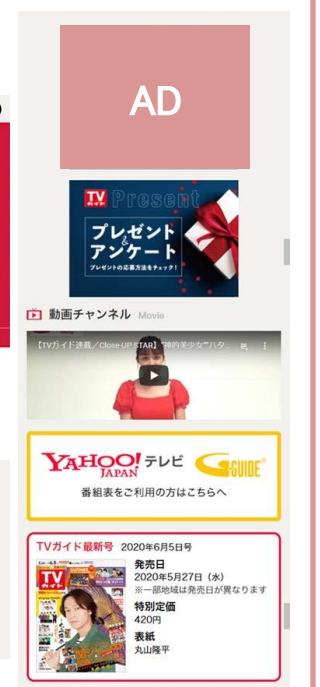 AD
TV
ガイド
Present
プレゼント
&
アンケート
プレゼントの応募方法をチェック!
動画チャンネル Movie
【TVガイド連載/Close-UP STAR】"神的美少女"ハタ...
YAHOO! テレビ G-GUIDE
JAPAN
番組表をご利用の方はこちらへ
TVガイド最新号 2020年6月5日号
発売日
2020年5月27日(水)
※一部地域は発売日が異なります
特別定価
420円
表紙
丸山隆平
TV
ガイド